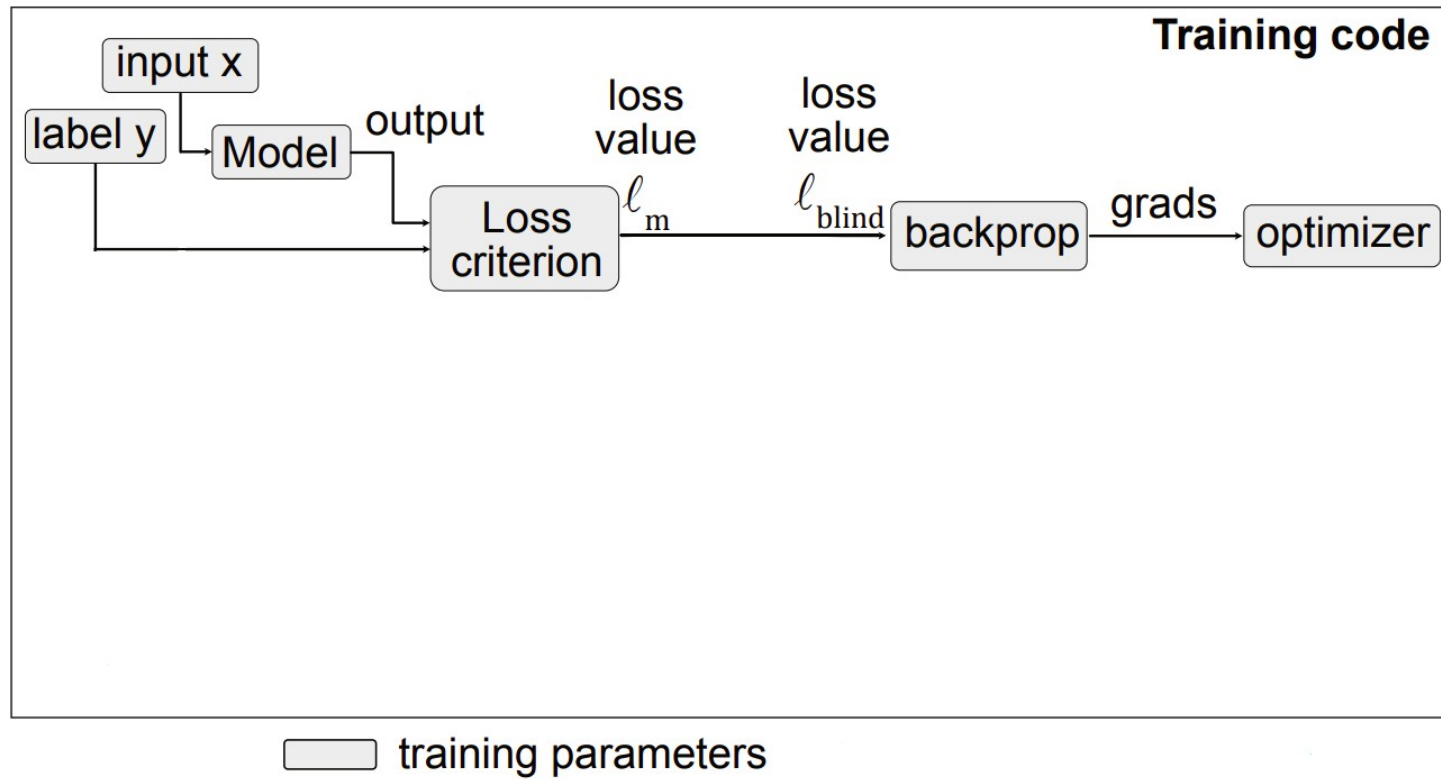 Training code
input x
label y
Model
output
Loss
criterion
loss
value
ℓm
loss
value
ℓblind
backprop
grads
optimizer
training parameters